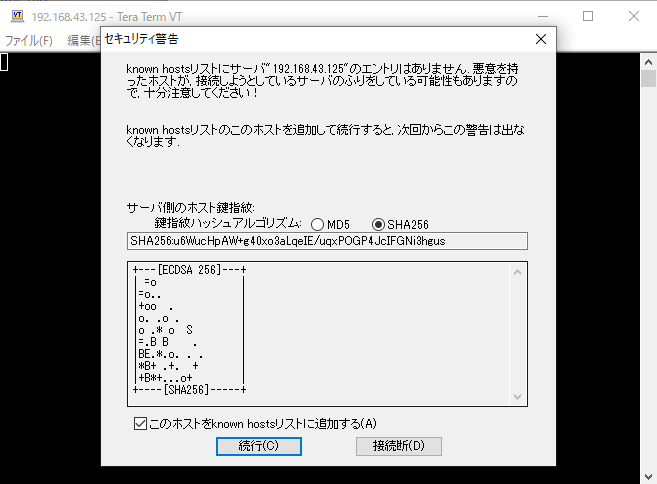 192.168.43.125 - Tera Term VT
ファイル(F) 編集(E
セキュリティ警告
known hostsリストにサーバ"192.168.43.125"のエントリはありません. 悪意を持
ったホストが, 接続しようとしているサーバのふりをしている可能性もありますの
で, 十分注意してください!
known hostsリストのこのホストを追加して続行すると, 次回からこの警告は出な
くなります.
サーバ側のホスト鍵指紋:
鍵指紋ハッシュアルゴリズム: MD5 SHA256
SHA256:u6WucHpAW+g40xo3aLqeIE/uqxPOGP4JcIFGNi3hgus
+---[ECDSA 256]---+
| =o |
|=o.. |
|+oo . |
|o. .o . |
|o .* o S |
|=.B B . |
|BE.*.o. . . |
|*B+ .+. + |
|+B*+...o+ |
+----[SHA256]-----+
このホストをknown hostsリストに追加する(A)
続行(C) 接続断(D)